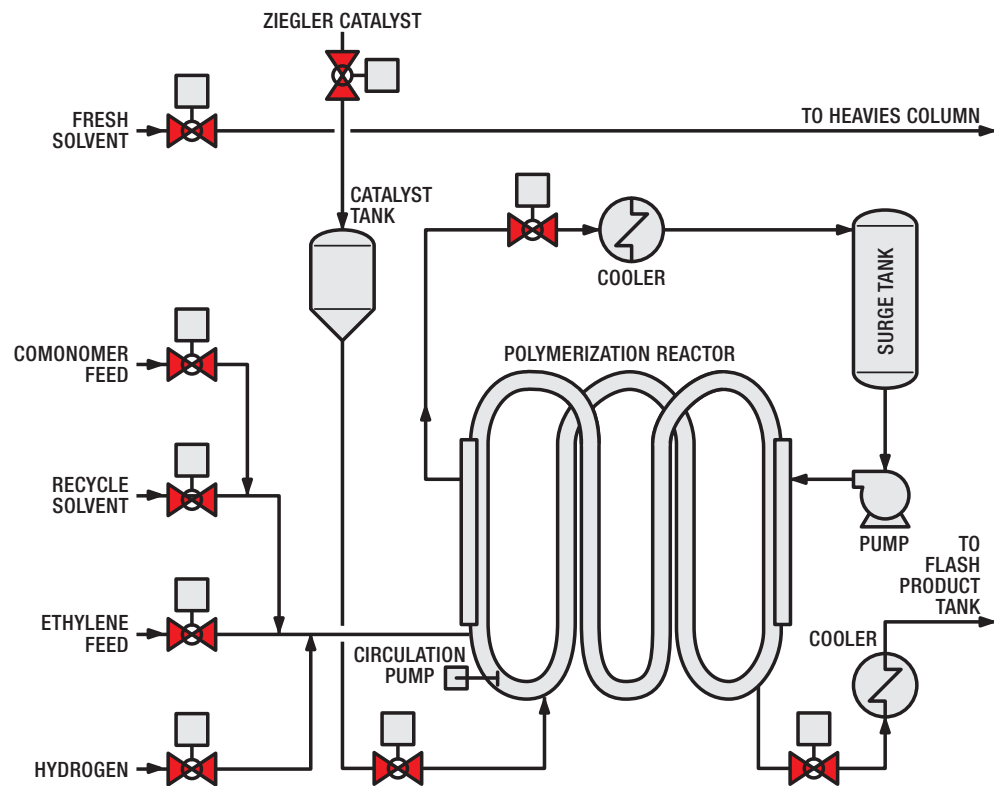 ZIEGLER CATALYST
FRESH
SOLVENT
TO HEAVIES COLUMN
CATALYST
TANK
COOLER
SURGE TANK
COMONOMER
FEED
POLYMERIZATION REACTOR
RECYCLE
SOLVENT
PUMP
TO
FLASH
PRODUCT
TANK
ETHYLENE
FEED
CIRCULATION
PUMP
COOLER
HYDROGEN